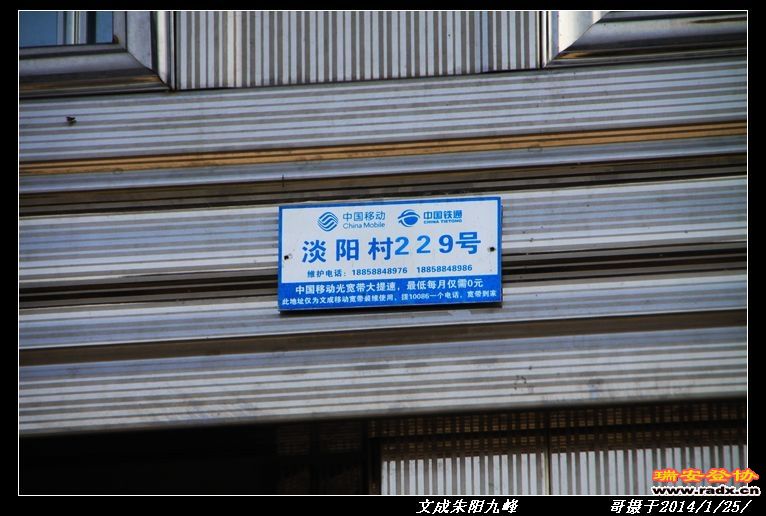 中国移动 中国铁通
China Mobile CHINA TIETONG
淡阳村229号
维护电话：18858848976 18858848986
中国移动光宽带大提速，最低每月仅需0元
此地址仅为文成移动宽带装维使用，拨10086一个电话，宽带到家
瑞安登协
www.radx.cn
文成朱阳九峰 哥摄于2014/1/25/